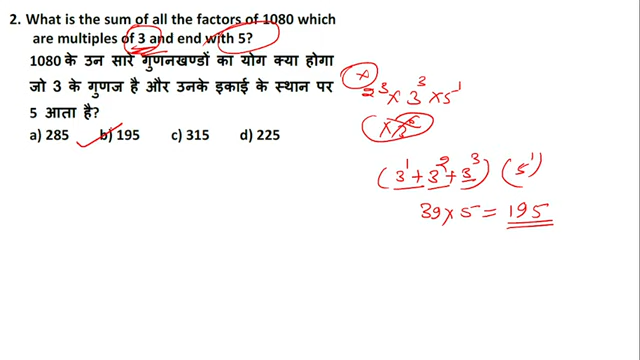 2. What is the sum of all the factors of 1080 which
are multiples of 3 and end with 5?
1080 के उन सारे गुणनखण्डों का योग क्या होगा
जो 3 के गुणज है और उनके इकाई के स्थान पर
5 आता है?
a) 285 b) 195 c) 315 d) 225
2³ × 3³ × 5¹
(3¹ + 3² + 3³) (5¹)
39 × 5 = 195